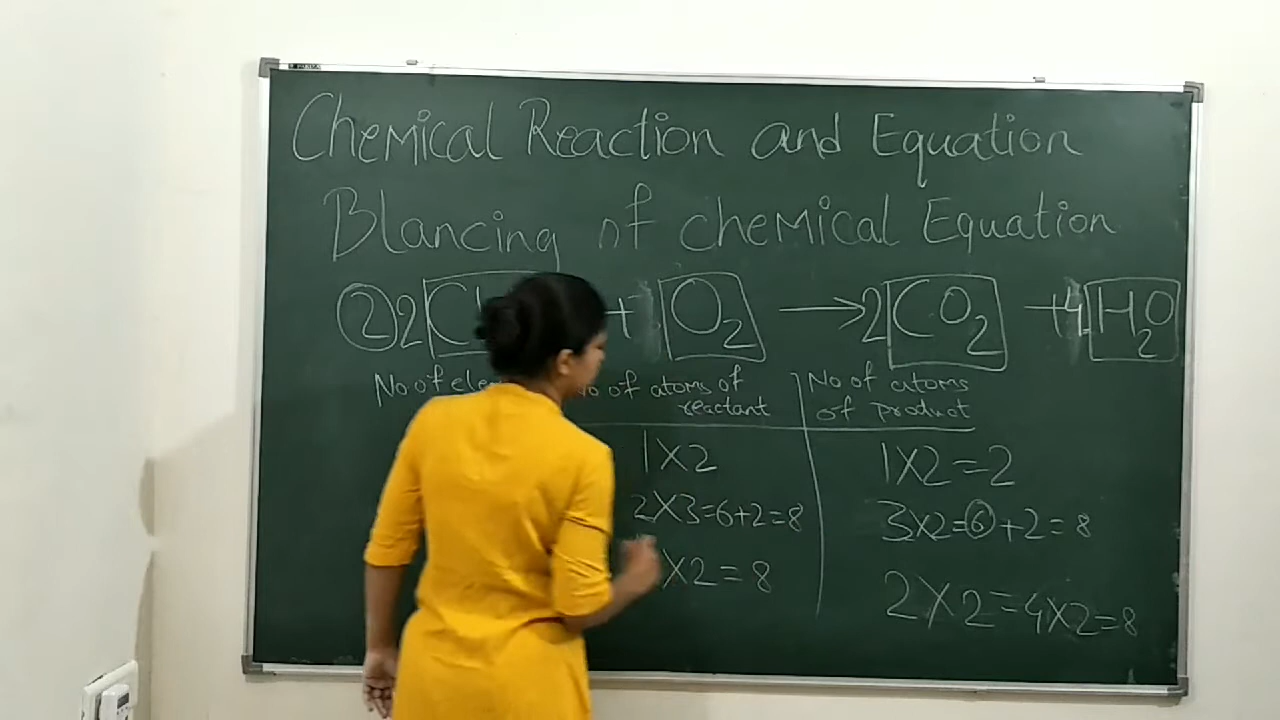 Chemical Reaction and Equation
Blancing of chemical Equation
② 2 + O2 → 2 CO2 + 4 H2O
No of No of atoms of reactant No of atoms of product
1X2 1X2=2
2X3=6+2=8 3X2=6+2=8
X2=8 2X2=4X2=8